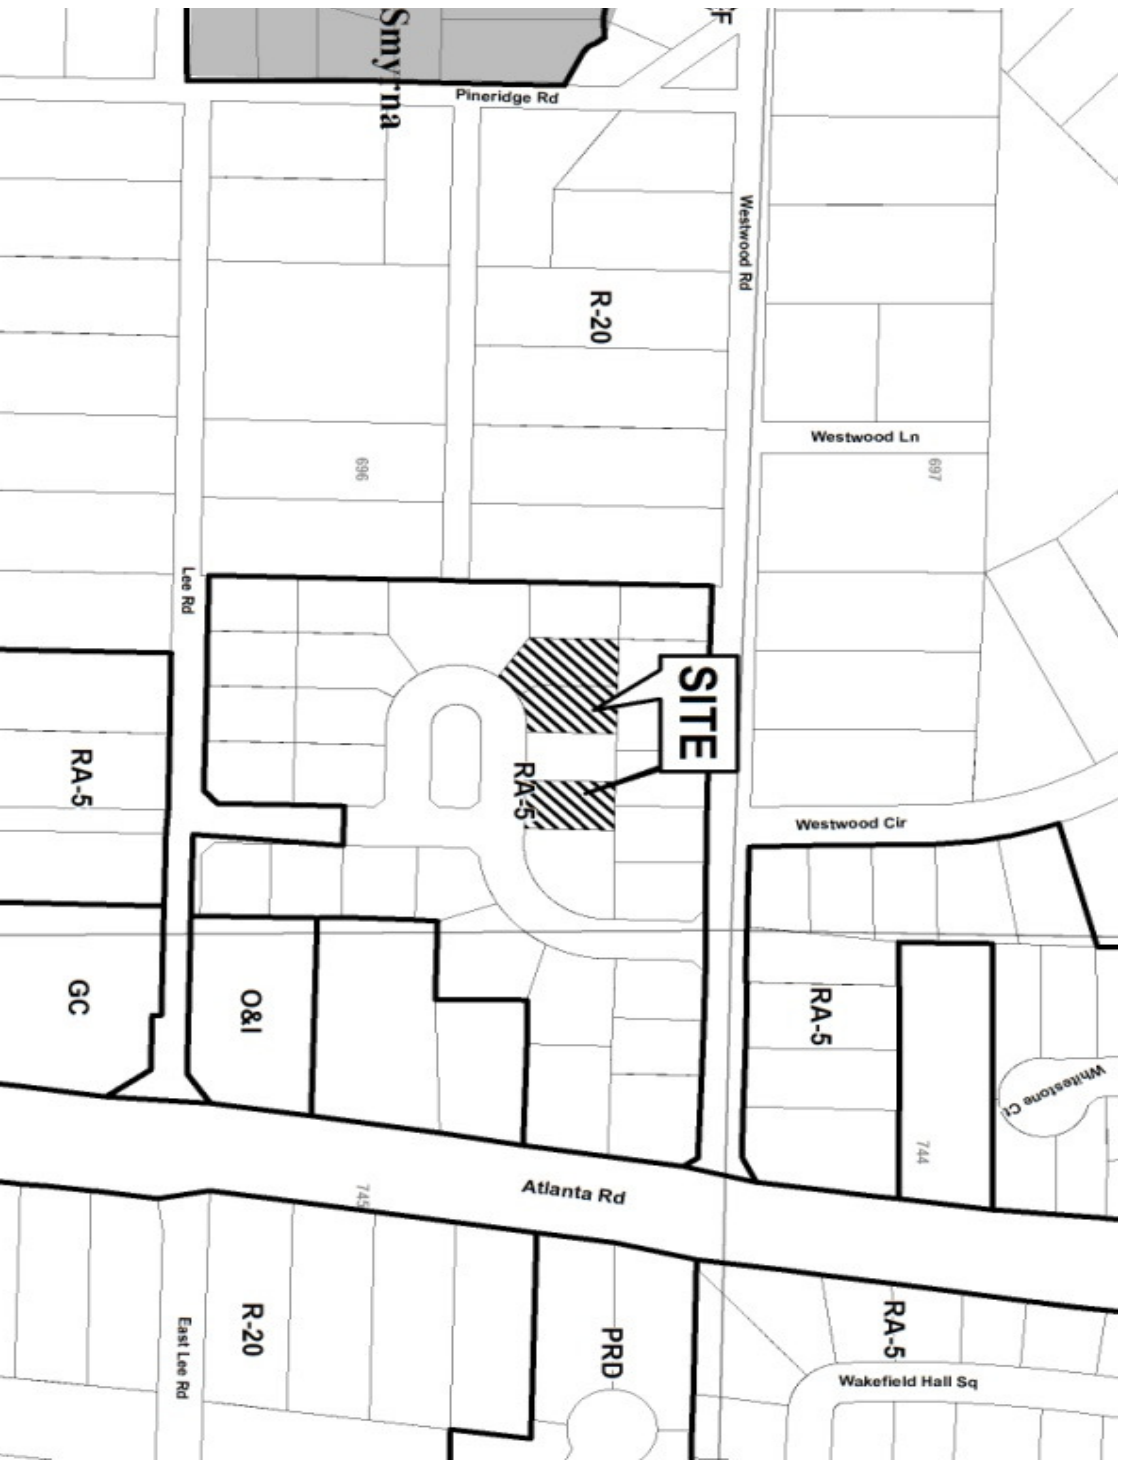 Smyrna
Pineridge Rd
Westwood Rd
R-20
Westwood Ln
696
697
Lee Rd
SITE
RA-5
RA-5
Westwood Cir
GC
O&I
RA-5
Whitestone Ct
744
745
Atlanta Rd
R-20
East Lee Rd
PRD
RA-5
Wakefield Hall Sq